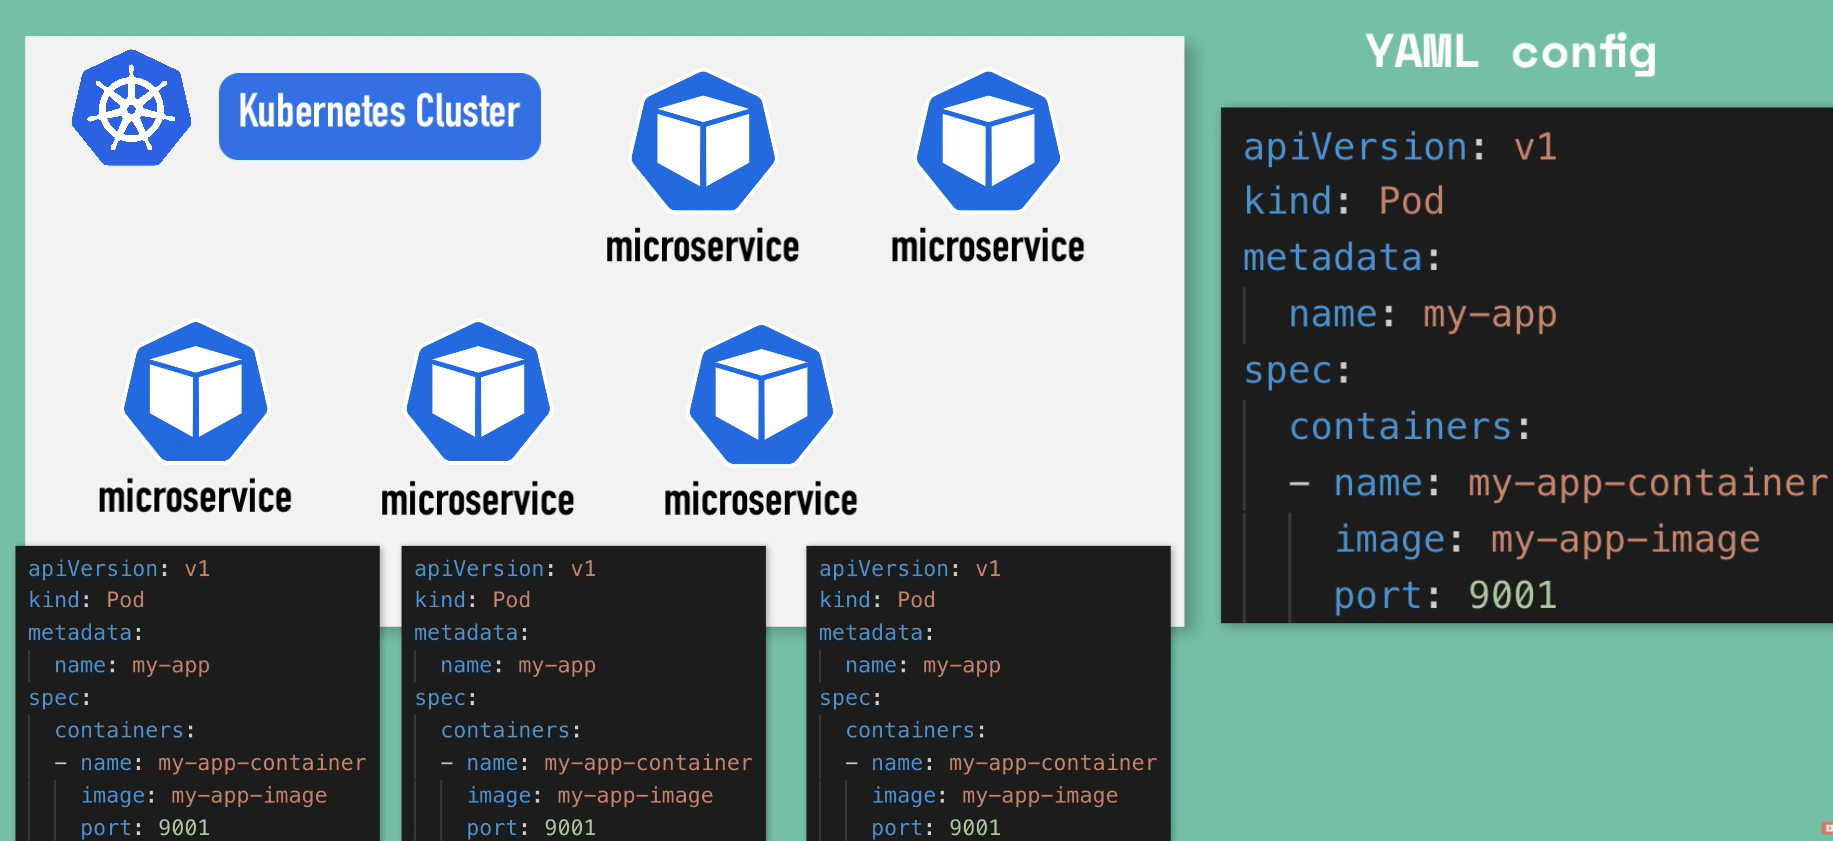 Kubernetes Cluster
microservice
microservice
microservice
microservice
microservice
YAML config
apiVersion: v1
kind: Pod
metadata:
  name: my-app
spec:
  containers:
  - name: my-app-container
    image: my-app-image
    port: 9001
apiVersion: v1
kind: Pod
metadata:
  name: my-app
spec:
  containers:
  - name: my-app-container
    image: my-app-image
    port: 9001
apiVersion: v1
kind: Pod
metadata:
  name: my-app
spec:
  containers:
  - name: my-app-container
    image: my-app-image
    port: 9001
apiVersion: v1
kind: Pod
metadata:
  name: my-app
spec:
  containers:
  - name: my-app-container
    image: my-app-image
    port: 9001